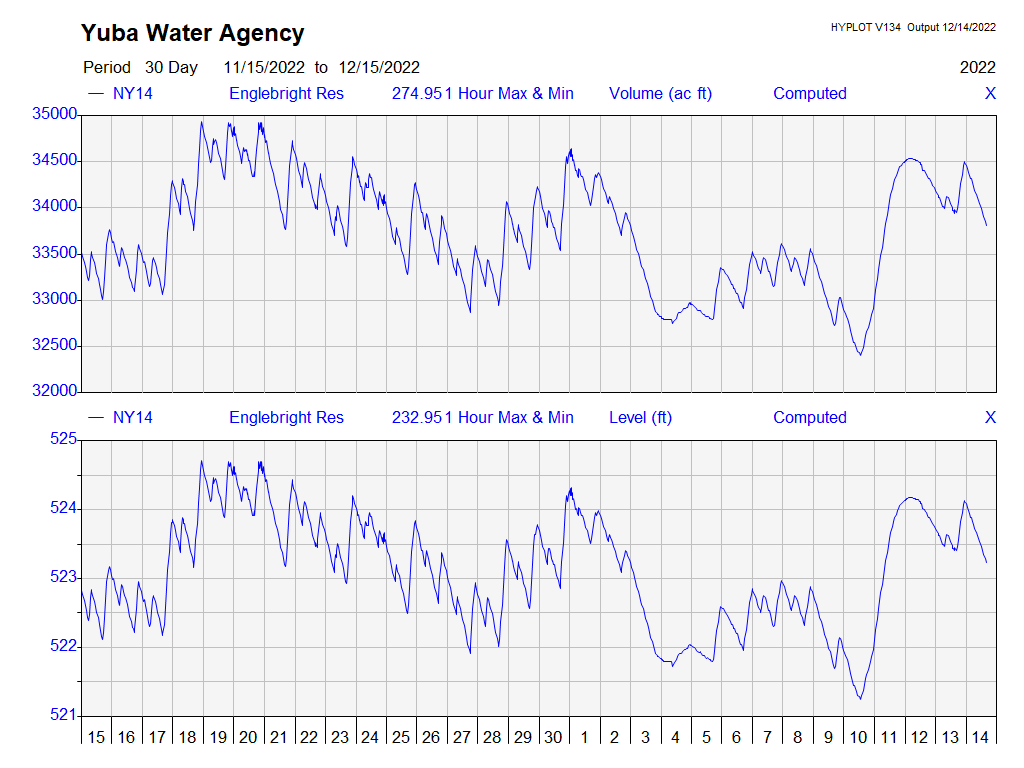 Yuba Water Agency
HYPLOT V134 Output 12/14/2022
Period 30 Day 11/15/2022 to 12/15/2022 2022
NY14 Englebright Res 274.951 Hour Max & Min Volume (ac ft) Computed X
35000
34500
34000
33500
33000
32500
32000
NY14 Englebright Res 232.951 Hour Max & Min Level (ft) Computed X
525
524
523
522
521
15 16 17 18 19 20 21 22 23 24 25 26 27 28 29 30 1 2 3 4 5 6 7 8 9 10 11 12 13 14